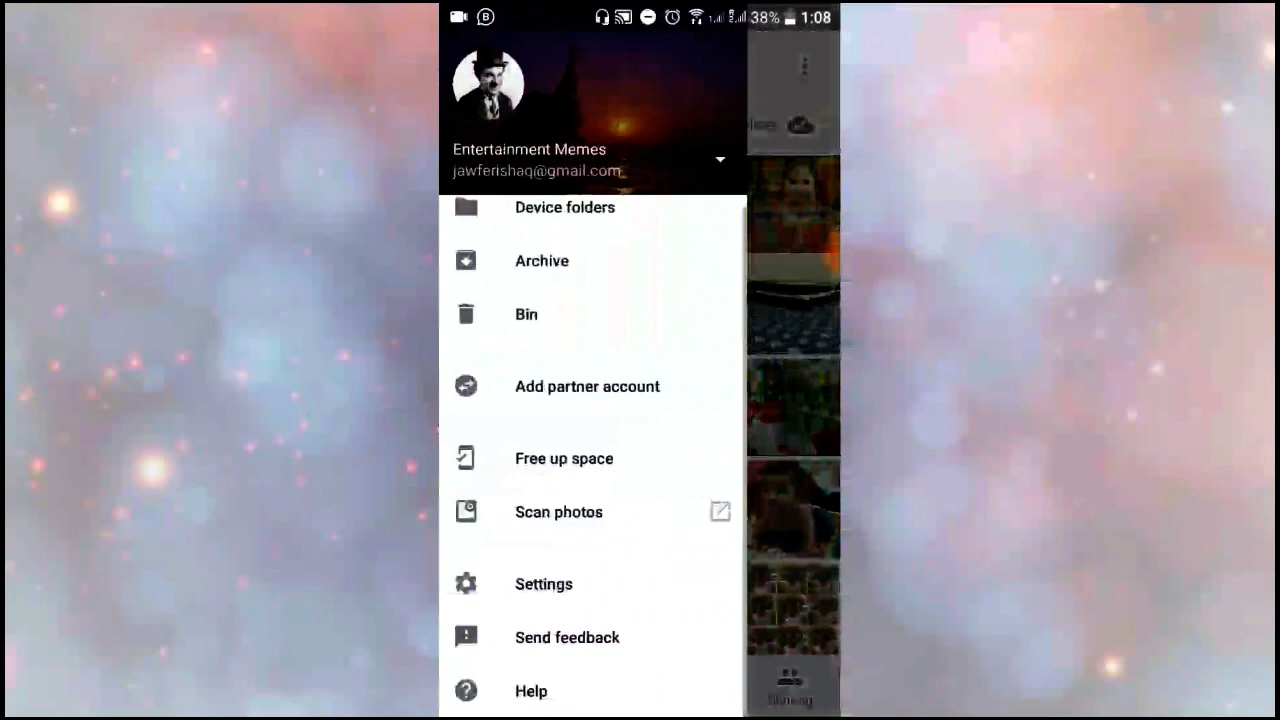 38% 1:08
Entertainment Memes
jawferishaq@gmail.com
Device folders
Archive
Bin
Add partner account
Free up space
Scan photos
Settings
Send feedback
Help
Sharing